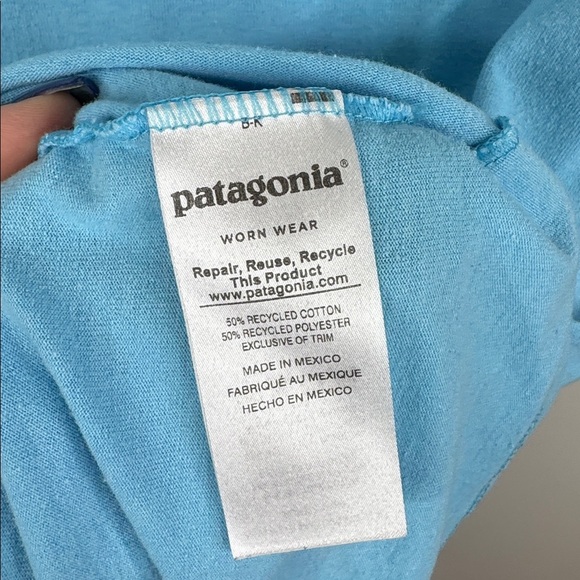 B-K
patagonia®
WORN WEAR
Repair, Reuse, Recycle
This Product
www.patagonia.com
50% RECYCLED COTTON
50% RECYCLED POLYESTER
EXCLUSIVE OF TRIM
MADE IN MEXICO
FABRIQUÉ AU MEXIQUE
HECHO EN MEXICO